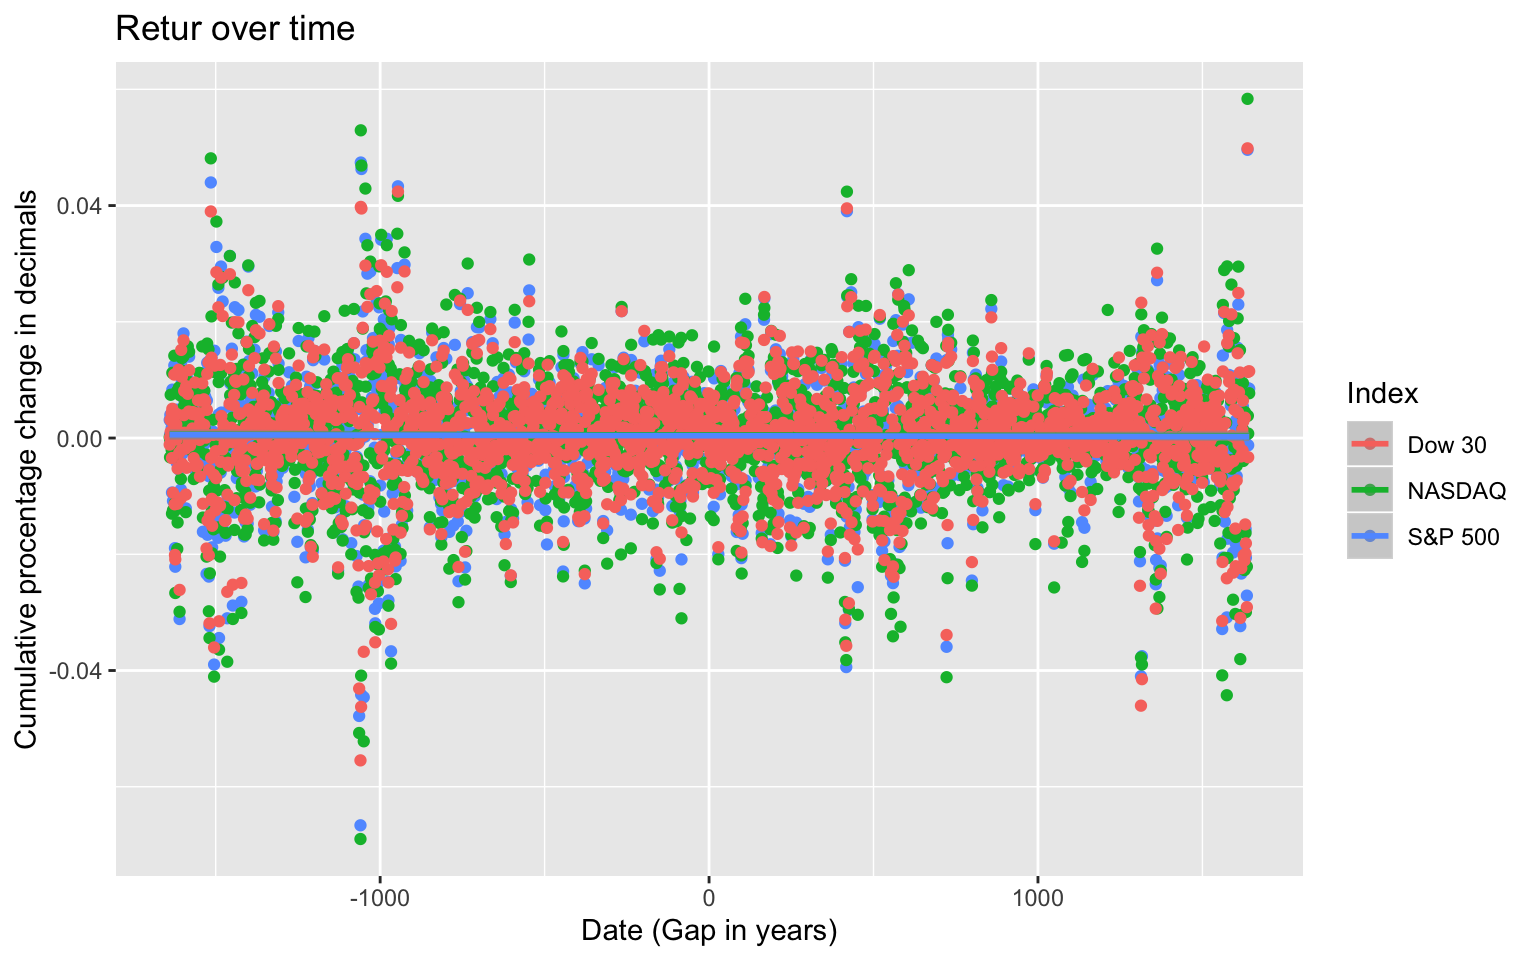 Retur over time
Cumulative procentage change in decimals
0.04
0.00
-0.04
-1000
0
1000
Date (Gap in years)
Index
Dow 30
NASDAQ
S&P 500